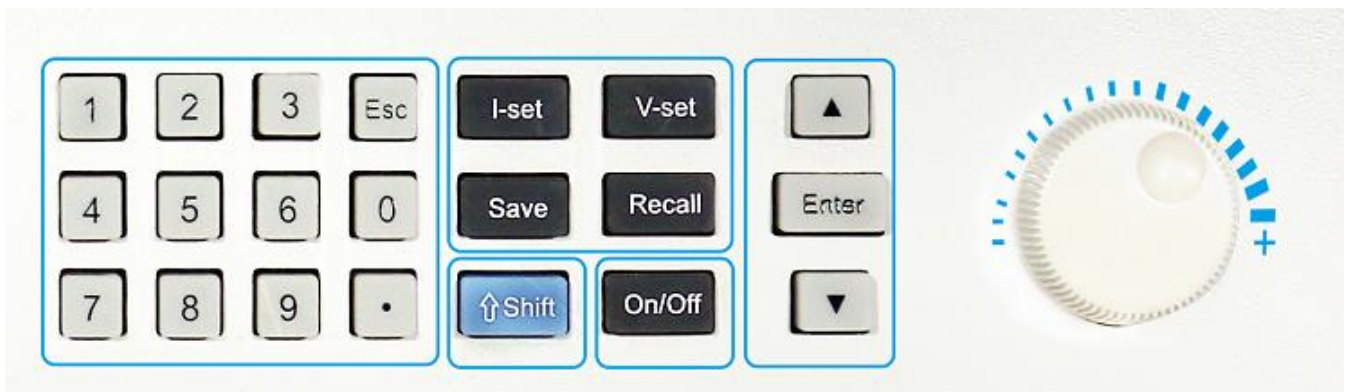 1 2 3 Esc I-set V-set ▲
4 5 6 0 Save Recall Enter
7 8 9 . ⇧Shift On/Off ▼
- +